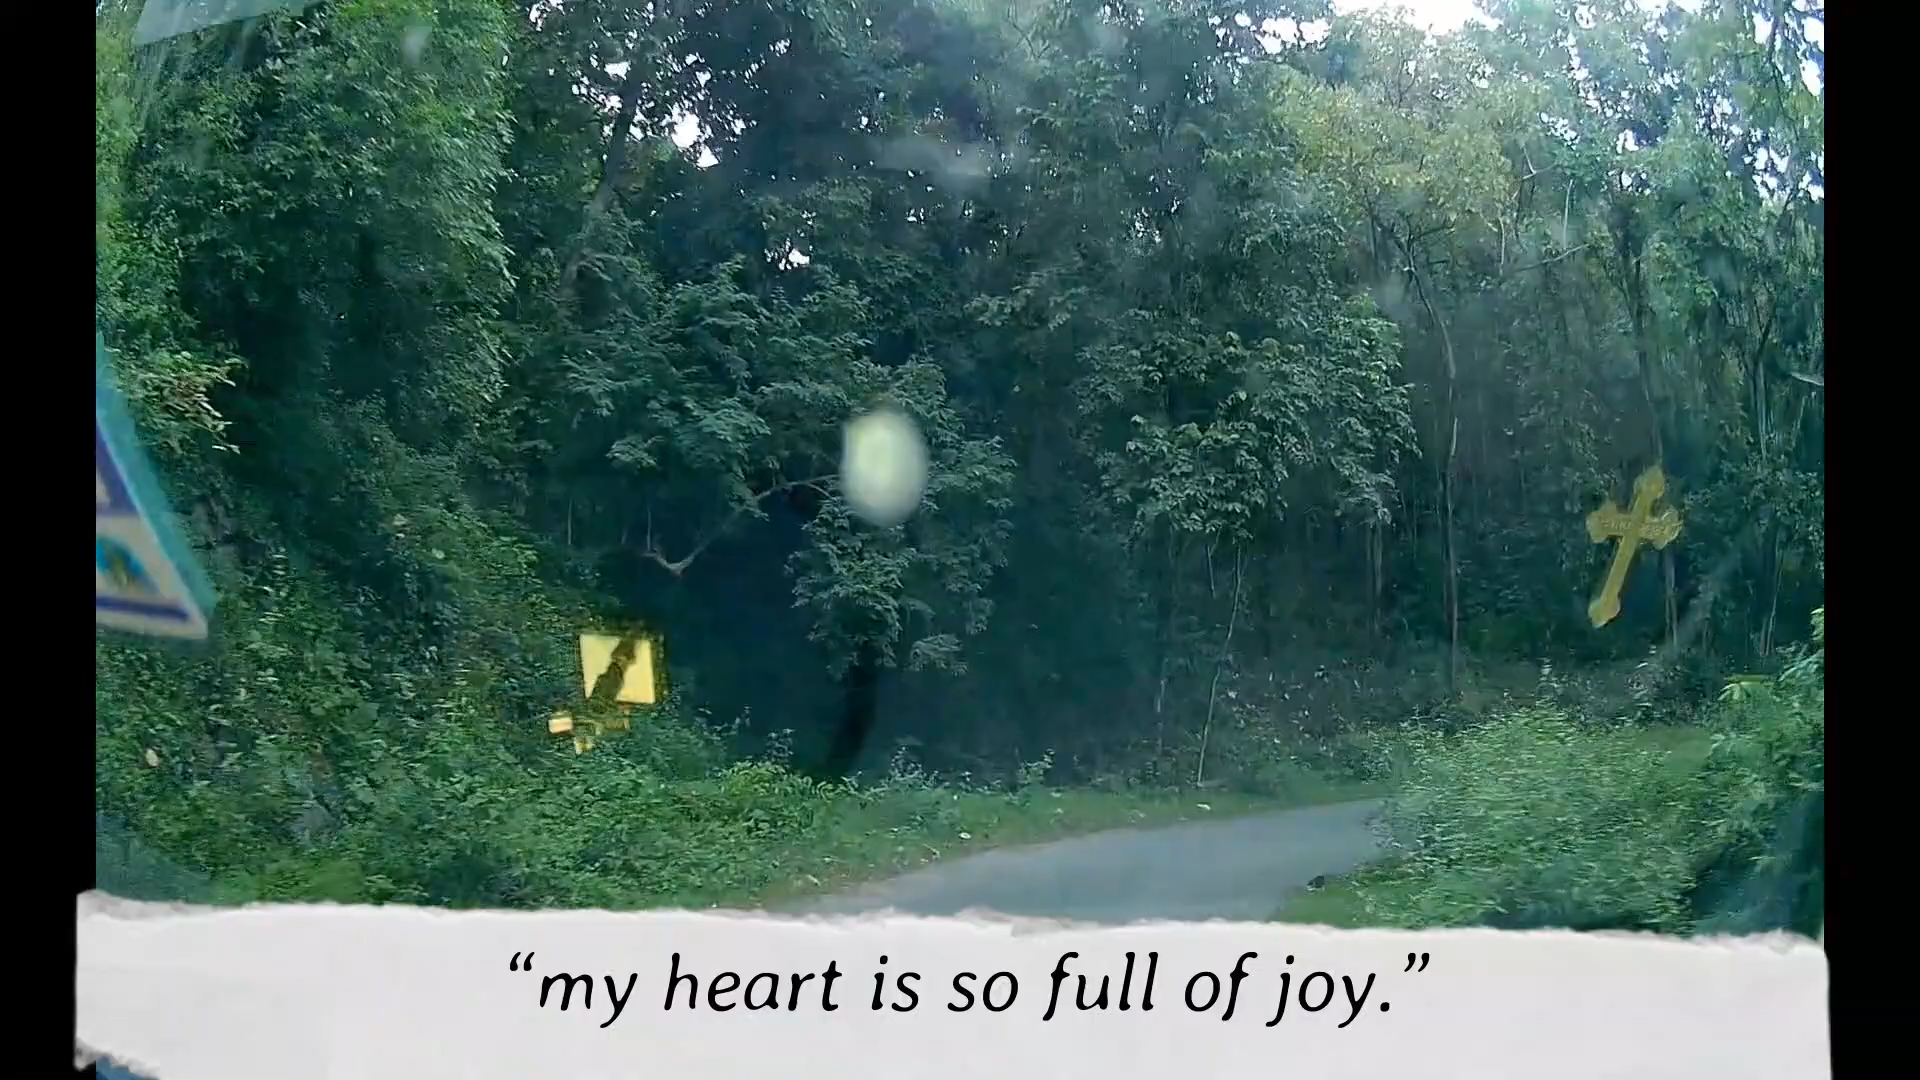 “my heart is so full of joy.”